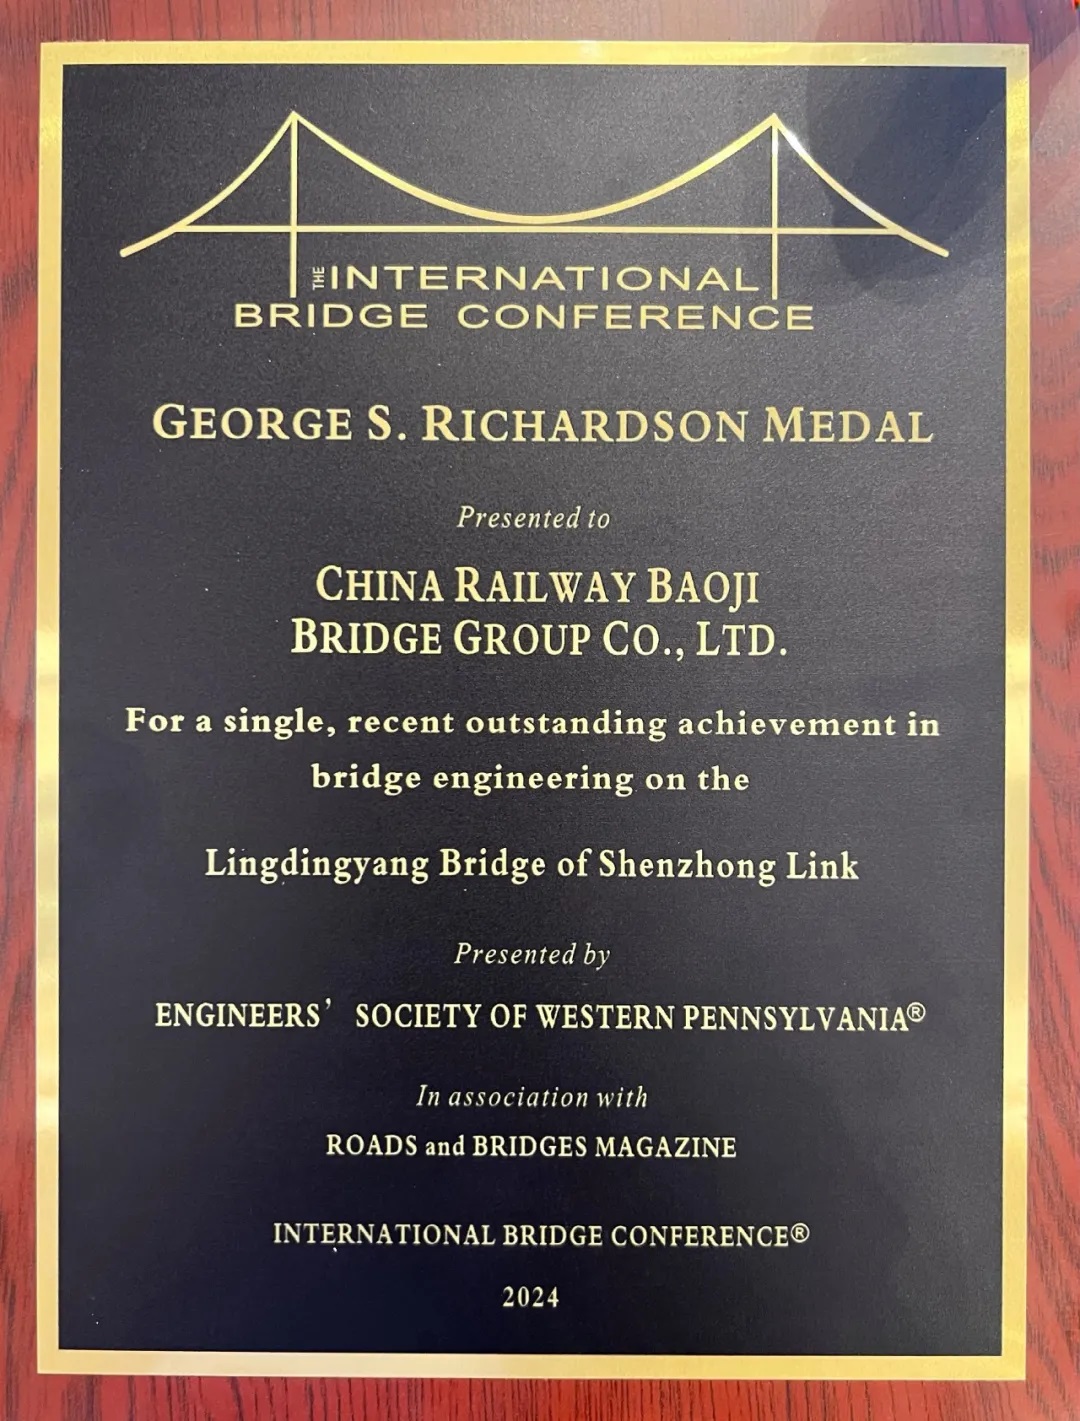 THE INTERNATIONAL
BRIDGE CONFERENCE
GEORGE S. RICHARDSON MEDAL
Presented to
CHINA RAILWAY BAOJI
BRIDGE GROUP CO., LTD.
For a single, recent outstanding achievement in
bridge engineering on the
Lingdingyang Bridge of Shenzhong Link
Presented by
ENGINEERS’ SOCIETY OF WESTERN PENNSYLVANIA®
In association with
ROADS and BRIDGES MAGAZINE
INTERNATIONAL BRIDGE CONFERENCE®
2024